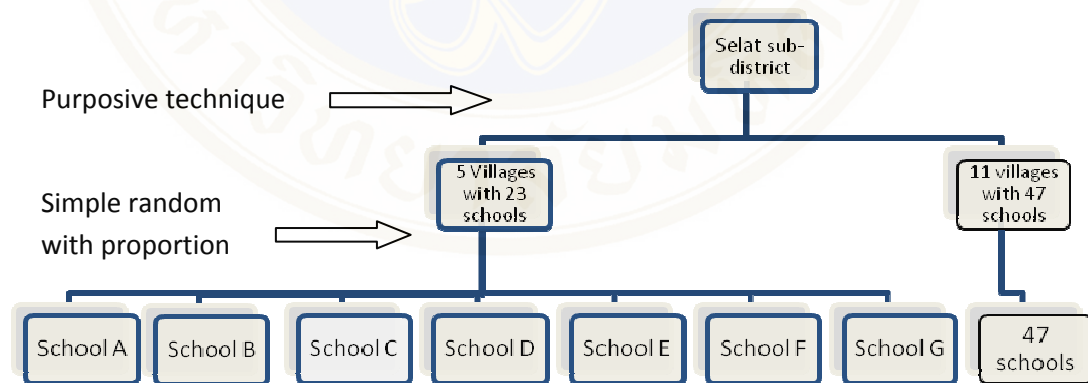 Selat sub-
district
Purposive technique
5 Villages
with 23
schools
11 villages
with 47
schools
Simple random
with proportion
School A
School B
School C
School D
School E
School F
School G
47
schools